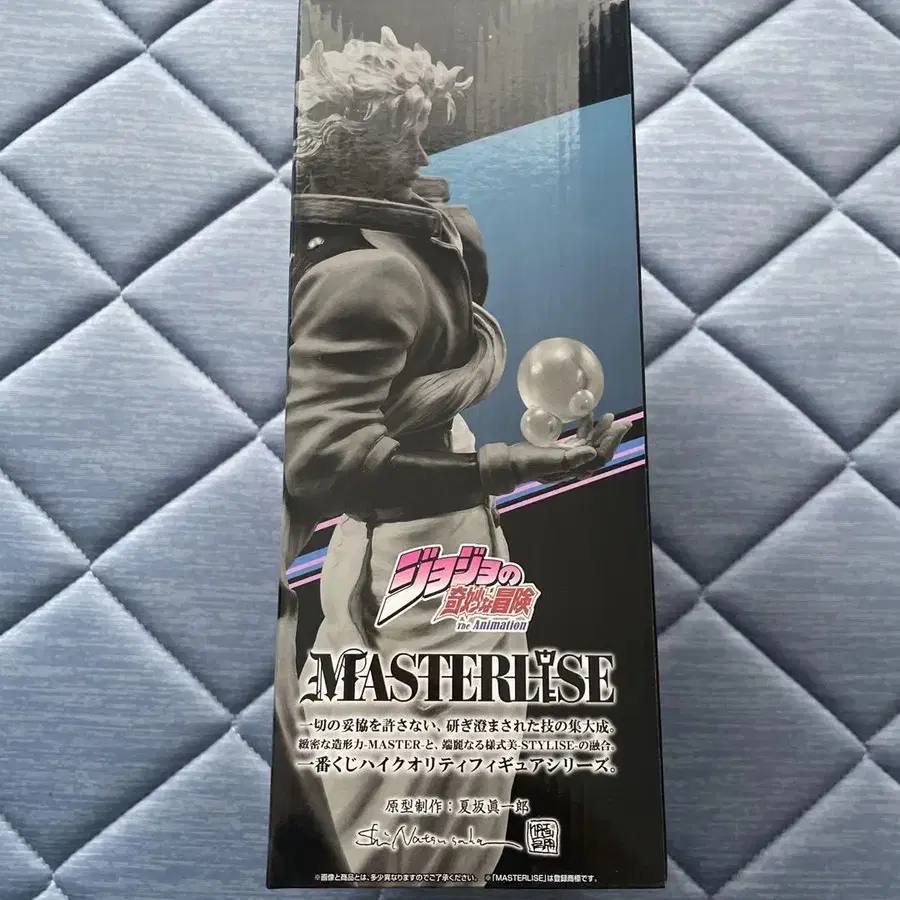 ジョジョの
奇妙な冒険
The Animation
MASTERLISE
一切の妥協を許さない、研ぎ澄まされた技の集大成。
緻密な造形力-MASTER-と、端麗なる様式美-STYLISE-の融合。
一番くじハイクオリティフィギュアシリーズ。
原型制作：夏坂眞一郎
Shin Natsusaka
※画像と商品とは、多少異なりますのでご了承ください。 ※「MASTERLISE」は登録商標です。